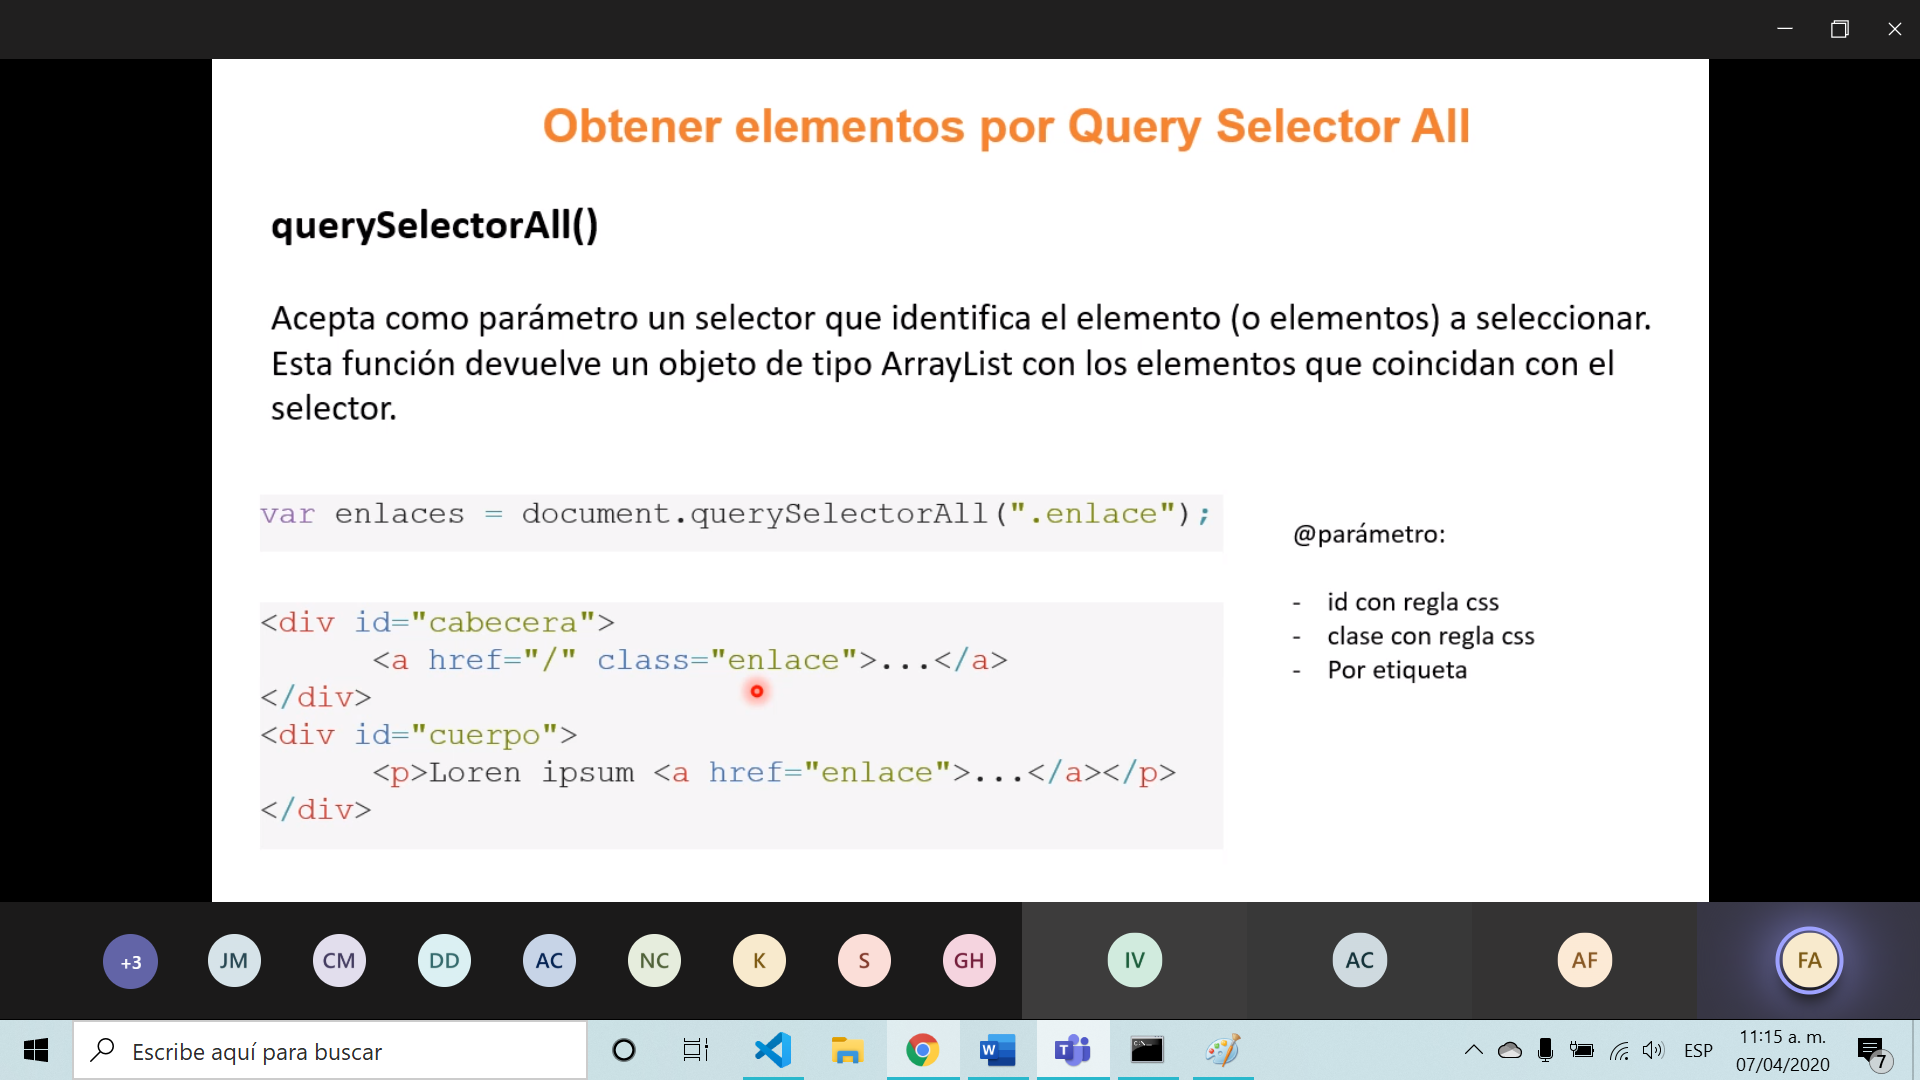 Obtener elementos por Query Selector All
querySelectorAll()
Acepta como parámetro un selector que identifica el elemento (o elementos) a seleccionar.
Esta función devuelve un objeto de tipo ArrayList con los elementos que coincidan con el
selector.
var enlaces = document.querySelectorAll(".enlace");
<div id="cabecera">
<a href="/" class="enlace">...</a>
</div>
<div id="cuerpo">
<p>Loren ipsum <a href="enlace">...</a></p>
</div>
@parámetro:
- id con regla css
- clase con regla css
- Por etiqueta
+3 JM CM DD AC NC K S GH IV AC AF FA
Escribe aquí para buscar
ESP
11:15 a. m.
07/04/2020
7